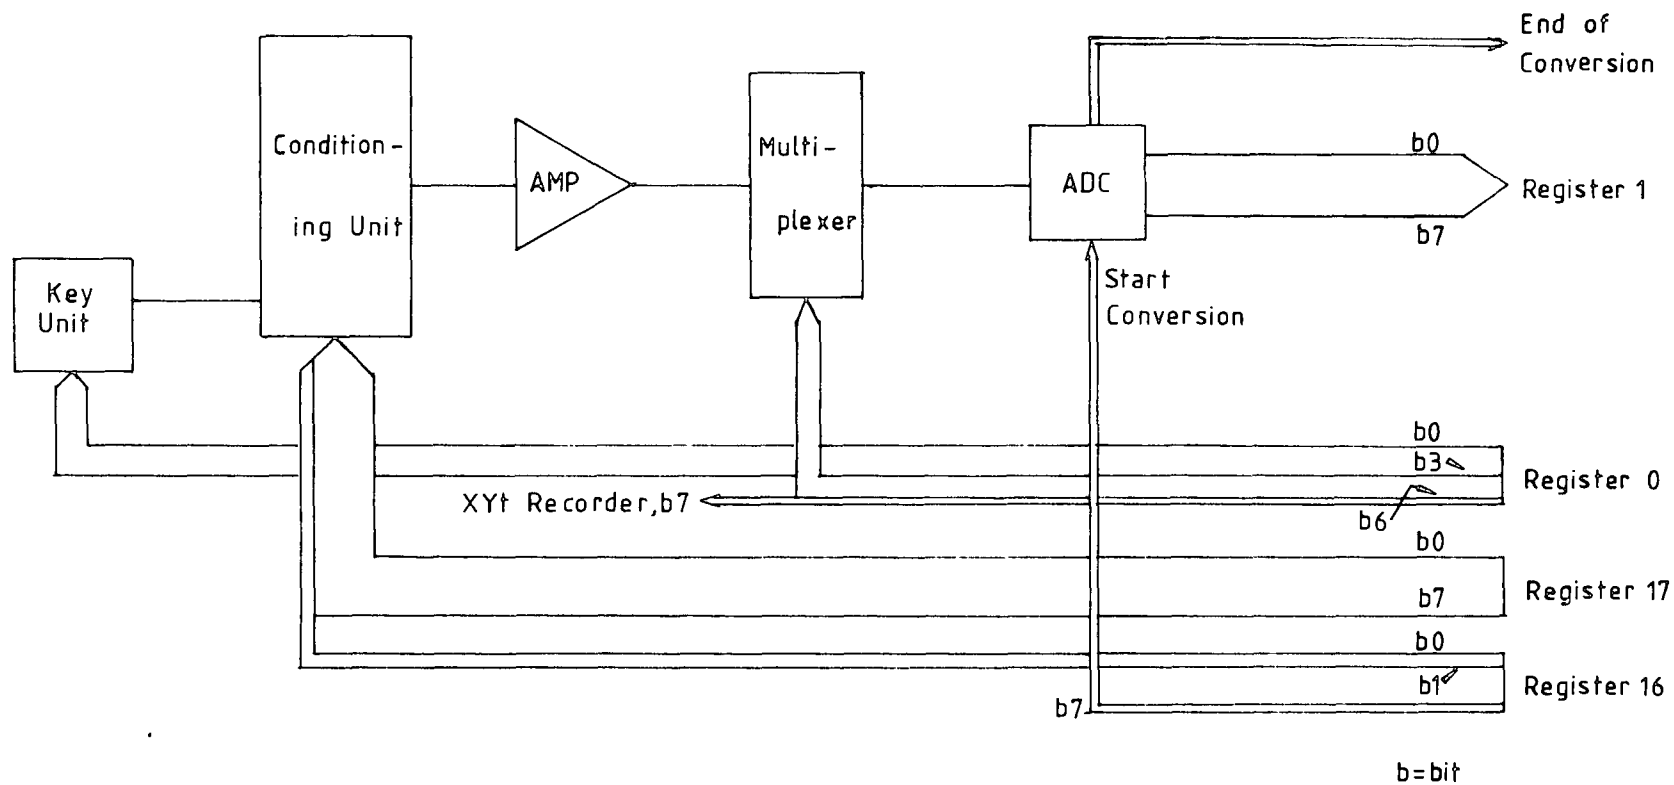 End of
Conversion
Condition-
ing Unit
AMP
Multi-
plexer
ADC
b0
Register 1
b7
Key
Unit
Start
Conversion
b0
b3
Register 0
XYt Recorder,b7
b6
b0
Register 17
b7
b0
b1
Register 16
b7
b=bit